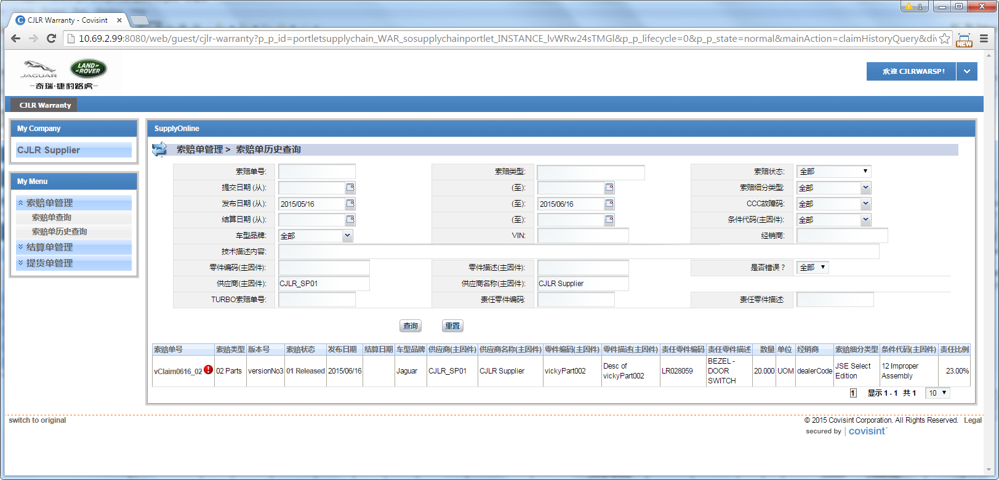 1
CJLR Warranty - Covisint
10.69.2.99:8080/web/guest/cjlr-warranty?p_p_id=portletsupplychain_WAR_sosupplychainportlet_INSTANCE_lvWRw24sTMGl&p_p_lifecycle=0&p_p_state=normal&mainAction=claimHistoryQuery&div
NEW
JAGUAR
LAND-ROVER
奇瑞·捷豹路虎
欢迎 CJLRWARSP!
CJLR Warranty
My Company
CJLR Supplier
My Menu
索赔单管理
索赔单查询
索赔单历史查询
结算单管理
提货单管理
SupplyOnline
索赔单管理 > 索赔单历史查询
索赔单号: 索赔类型: 索赔状态: 全部
提交日期 (从): (至): 索赔细分类型: 全部
发布日期 (从): 2015/05/16 (至): 2015/06/16 CCC故障码: 全部
结算日期 (从): (至): 条件代码(主因件): 全部
车型品牌: 全部 VIN: 经销商:
技术描述内容:
零件编码(主因件): 零件描述(主因件): 是否错误? 全部
供应商(主因件): CJLR_SP01 供应商名称(主因件): CJLR Supplier
TURBO索赔单号: 责任零件编码: 责任零件描述:
查询 重置
索赔单号 索赔类型 版本号 索赔状态 发布日期 结算日期 车型品牌 供应商(主因件) 供应商名称(主因件) 零件编码(主因件) 零件描述(主因件) 责任零件编码 责任零件描述 数量 单位 经销商 索赔细分类型 条件代码(主因件) 责任比例
vClaim0616_02 02 Parts versionNo3 01 Released 2015/06/16 Jaguar CJLR_SP01 CJLR Supplier vickyPart002 Desc of vickyPart002 LR028059 BEZEL - DOOR SWITCH 20.000 UOM dealerCode JSE Select Edition 12 Improper Assembly 23.00%
1 显示 1 - 1 共 1 10
switch to original
© 2015 Covisint Corporation. All Rights Reserved. Legal
secured by covisint